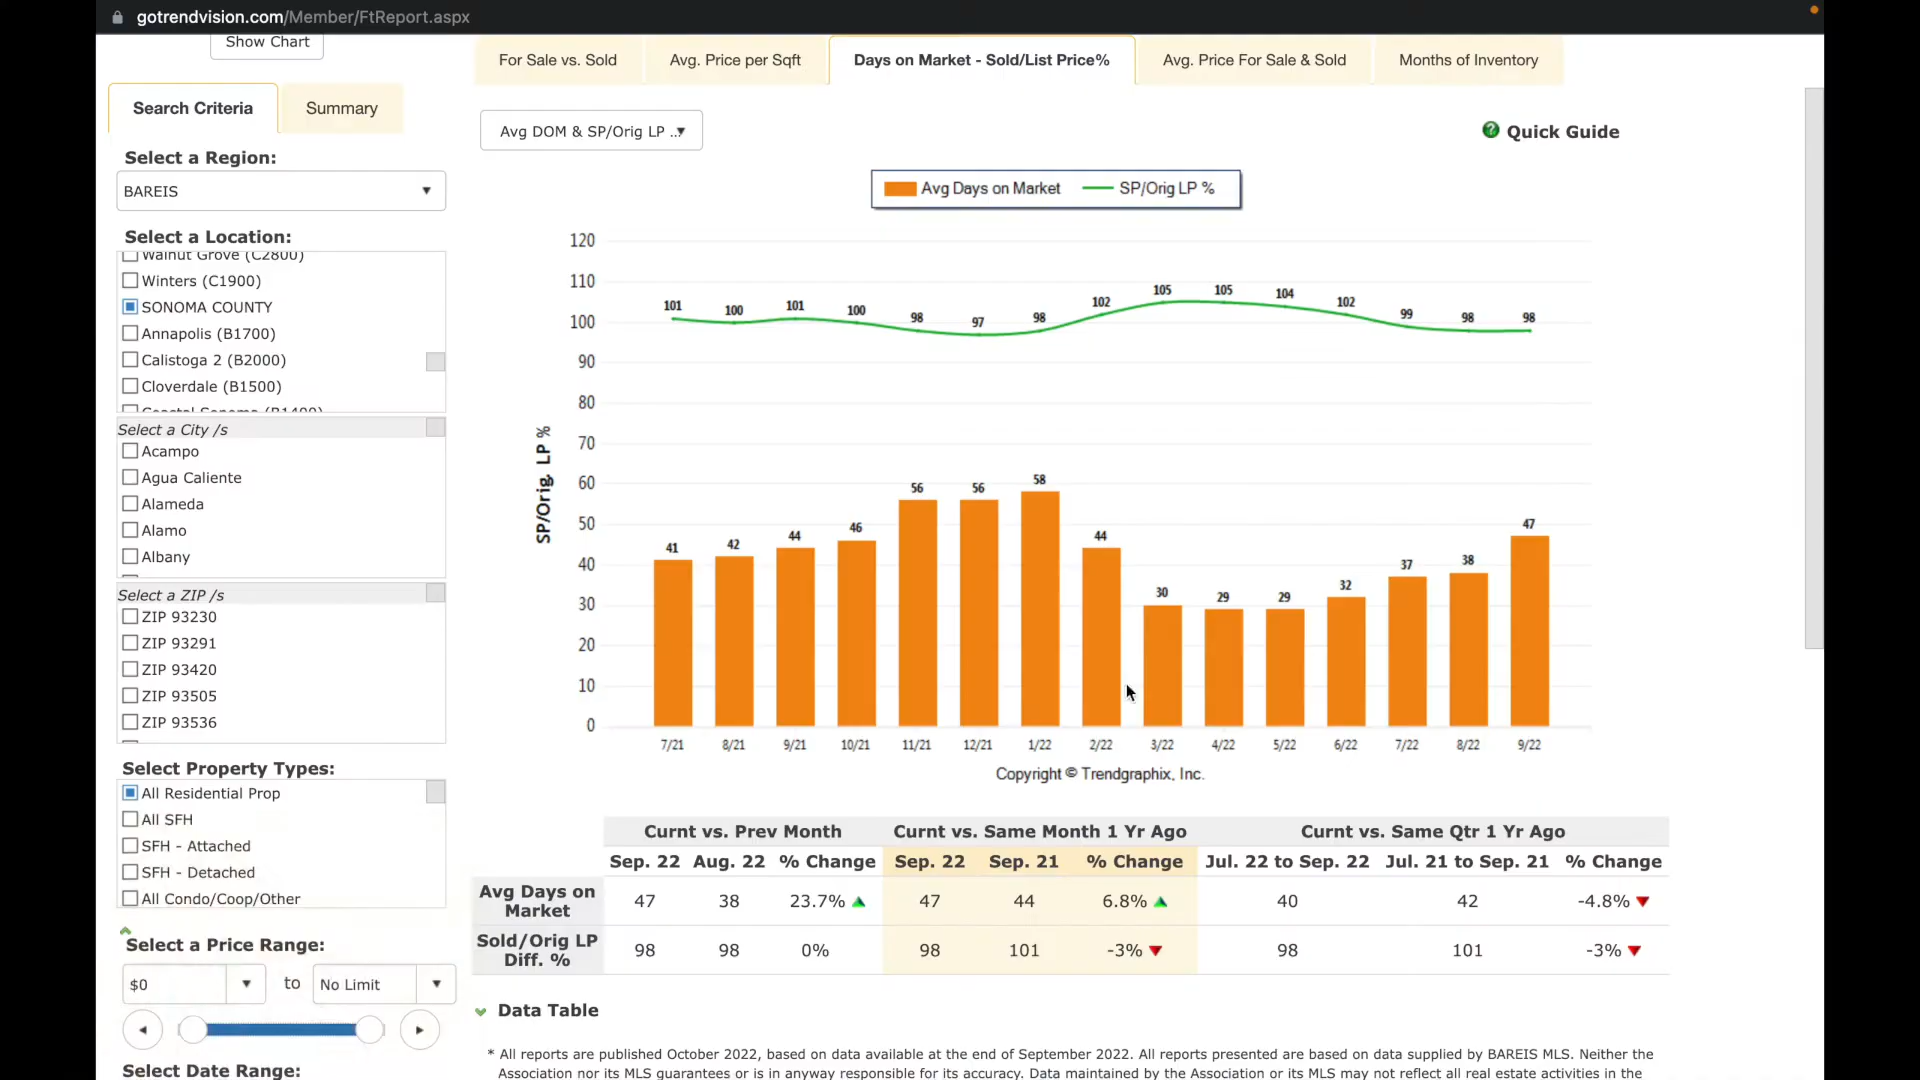 gotrendvision.com/Member/FtReport.aspx
Show Chart
For Sale vs. Sold
Avg. Price per Sqft
Days on Market - Sold/List Price%
Avg. Price For Sale & Sold
Months of Inventory
Search Criteria
Summary
Avg DOM & SP/Orig LP ..
Quick Guide
Select a Region:
BAREIS
Select a Location:
Walnut Grove (C2800)
Winters (C1900)
SONOMA COUNTY
Annapolis (B1700)
Calistoga 2 (B2000)
Cloverdale (B1500)
Coastal Sonoma (B1400)
Select a City /s
Acampo
Agua Caliente
Alameda
Alamo
Albany
Select a ZIP /s
ZIP 93230
ZIP 93291
ZIP 93420
ZIP 93505
ZIP 93536
Select Property Types:
All Residential Prop
All SFH
SFH - Attached
SFH - Detached
All Condo/Coop/Other
Select a Price Range:
$0 to No Limit
Select Date Range:
Avg Days on Market SP/Orig LP %
120
110
100
90
80
70
60
50
40
30
20
10
0
SP/Orig. LP %
101 100 101 100 98 97 98 102 105 105 104 102 99 98 98
41 42 44 46 56 56 58 44 30 29 29 32 37 38 47
7/21 8/21 9/21 10/21 11/21 12/21 1/22 2/22 3/22 4/22 5/22 6/22 7/22 8/22 9/22
Copyright © Trendgraphix, Inc.
Curnt vs. Prev Month Curnt vs. Same Month 1 Yr Ago Curnt vs. Same Qtr 1 Yr Ago
Sep. 22 Aug. 22 % Change Sep. 22 Sep. 21 % Change Jul. 22 to Sep. 22 Jul. 21 to Sep. 21 % Change
Avg Days on
Market
47 38 23.7% 47 44 6.8% 40 42 -4.8%
Sold/Orig LP
Diff. %
98 98 0% 98 101 -3% 98 101 -3%
Data Table
* All reports are published October 2022, based on data available at the end of September 2022. All reports presented are based on data supplied by BAREIS MLS. Neither the
Association nor its MLS guarantees or is in anyway responsible for its accuracy. Data maintained by the Association or its MLS may not reflect all real estate activities in the